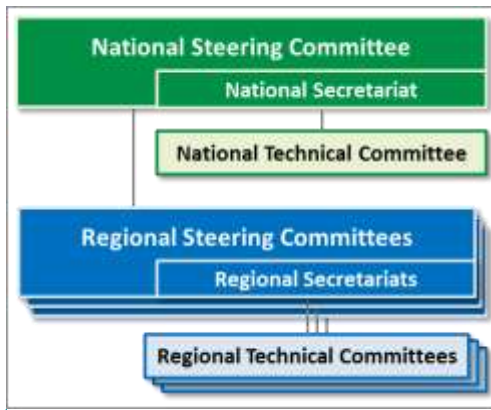 National Steering Committee
National Secretariat
National Technical Committee
Regional Steering Committees
Regional Secretariats
Regional Technical Committees